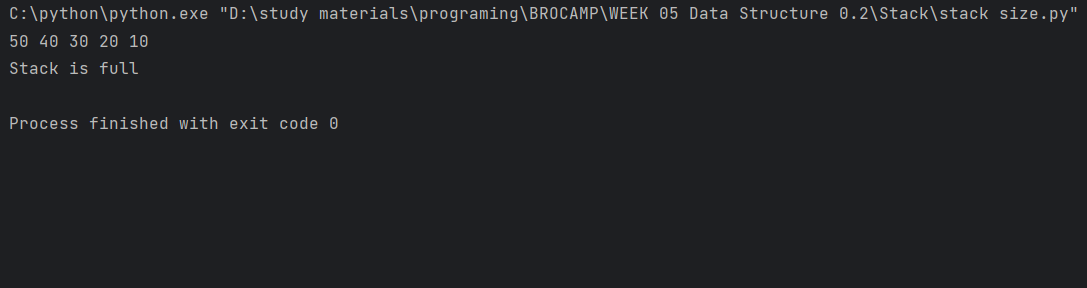 C:\python\python.exe "D:\study materials\programing\BROCAMP\WEEK 05 Data Structure 0.2\Stack\stack size.py"
50 40 30 20 10
Stack is full
Process finished with exit code 0